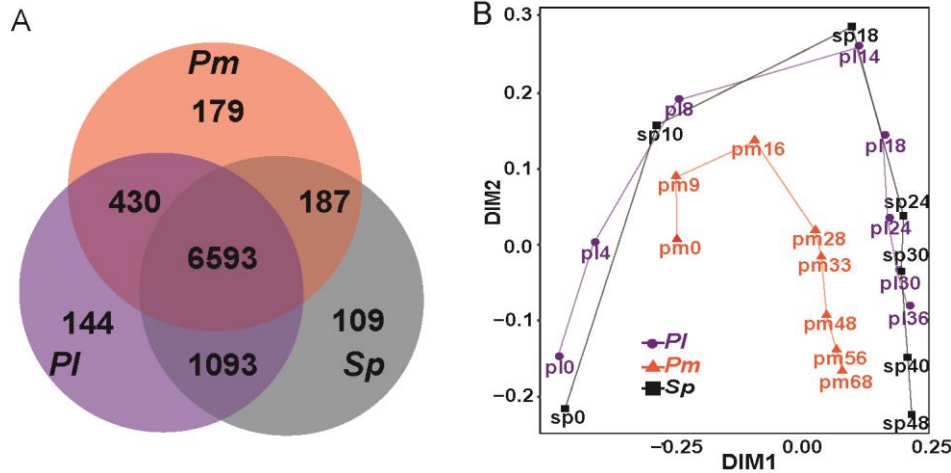 A
Pm
179
430
187
6593
144
109
Pl
1093
Sp
B
0.3
0.2
0.1
0.0
−0.1
−0.2
DIM2
sp18
pl14
pl8
sp10
pl18
pm16
pm9
sp24
pm0
pl4
pm28
pl24
pm33
sp30
pl30
pl36
pm48
pl0
Pl
Pm
Sp
pm56
pm68
sp40
sp0
sp48
−0.25
0.00
0.25
DIM1